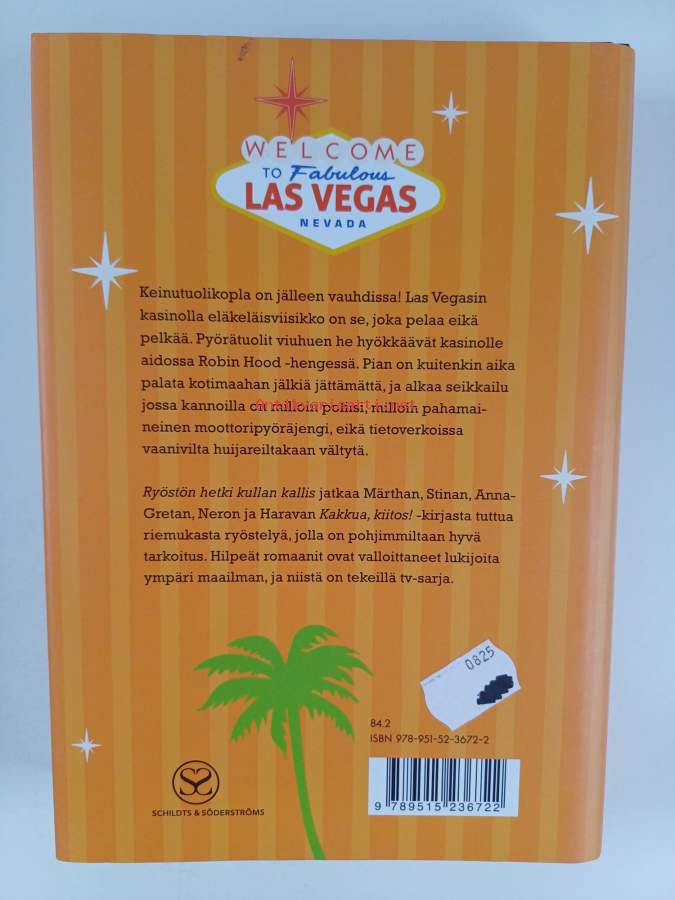 WELCOME
TO Fabulous
LAS VEGAS
NEVADA
Keinutuolikopla on jälleen vauhdissa! Las Vegasin
kasinolla eläkeläisviisikko on se, joka pelaa eikä
pelkää. Pyörätuolit viuhuen he hyökkäävät kasinolle
aidossa Robin Hood -hengessä. Pian on kuitenkin aika
palata kotimaahan jälkiä jättämättä, ja alkaa seikkailu
jossa kannoilla on milloin poliisi, milloin pahamai-
Antikvariaatti.net
neinen moottoripyöräjengi, eikä tietoverkoissa
vaanivilta huijareiltakaan vältytä.
Ryöstön hetki kullan kallis jatkaa Märthan, Stinan, Anna-
Gretan, Neron ja Haravan Kakkua, kiitos! -kirjasta tuttua
riemukasta ryöstelyä, jolla on pohjimmiltaan hyvä
tarkoitus. Hilpeät romaanit ovat valloittaneet lukijoita
ympäri maailman, ja niistä on tekeillä tv-sarja.
0825
84.2
ISBN 978-951-52-3672-2
9 789515 236722
SCHILDTS & SÖDERSTRÖMS